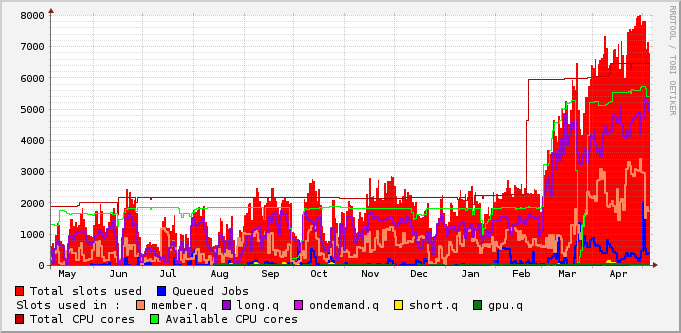 8000
7000
6000
5000
4000
3000
2000
1000
0
May Jun Jul Aug Sep Oct Nov Dec Jan Feb Mar Apr
RRDTOOL / TOBI OETIKER
Total slots used Queued Jobs
Slots used in : member.q long.q ondemand.q short.q gpu.q
Total CPU cores Available CPU cores